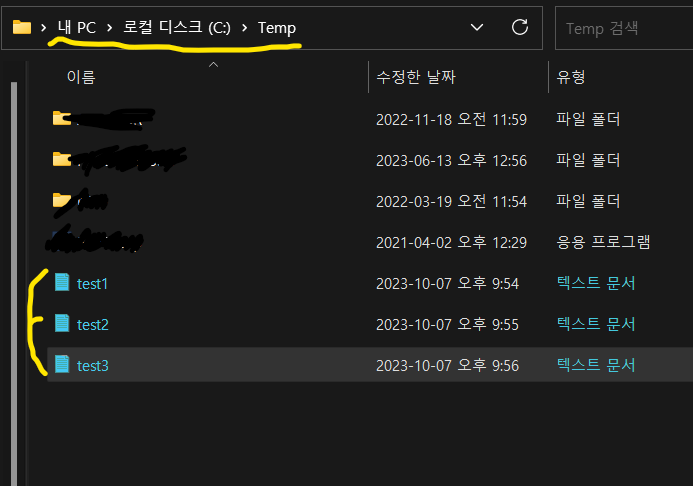 내 PC > 로컬 디스크 (C:) > Temp
Temp 검색
이름 수정한 날짜 유형
2022-11-18 오전 11:59 파일 폴더
2023-06-13 오후 12:56 파일 폴더
2022-03-19 오전 11:54 파일 폴더
2021-04-02 오후 12:29 응용 프로그램
test1 2023-10-07 오후 9:54 텍스트 문서
test2 2023-10-07 오후 9:55 텍스트 문서
test3 2023-10-07 오후 9:56 텍스트 문서